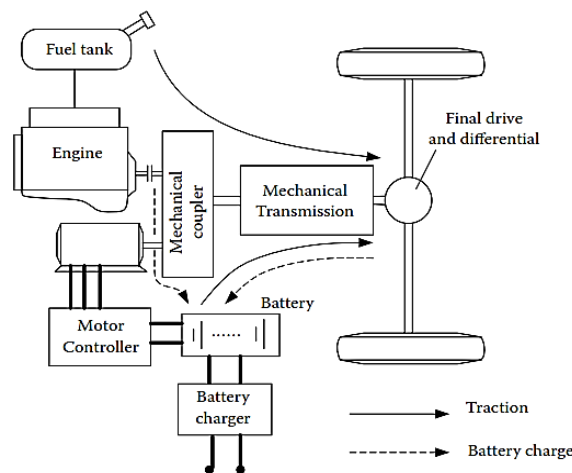 Fuel tank
Final drive
and differential
Engine
Mechanical
coupler
Mechanical
Transmission
Battery
Motor
Controller
Battery
charger
Traction
Battery charge